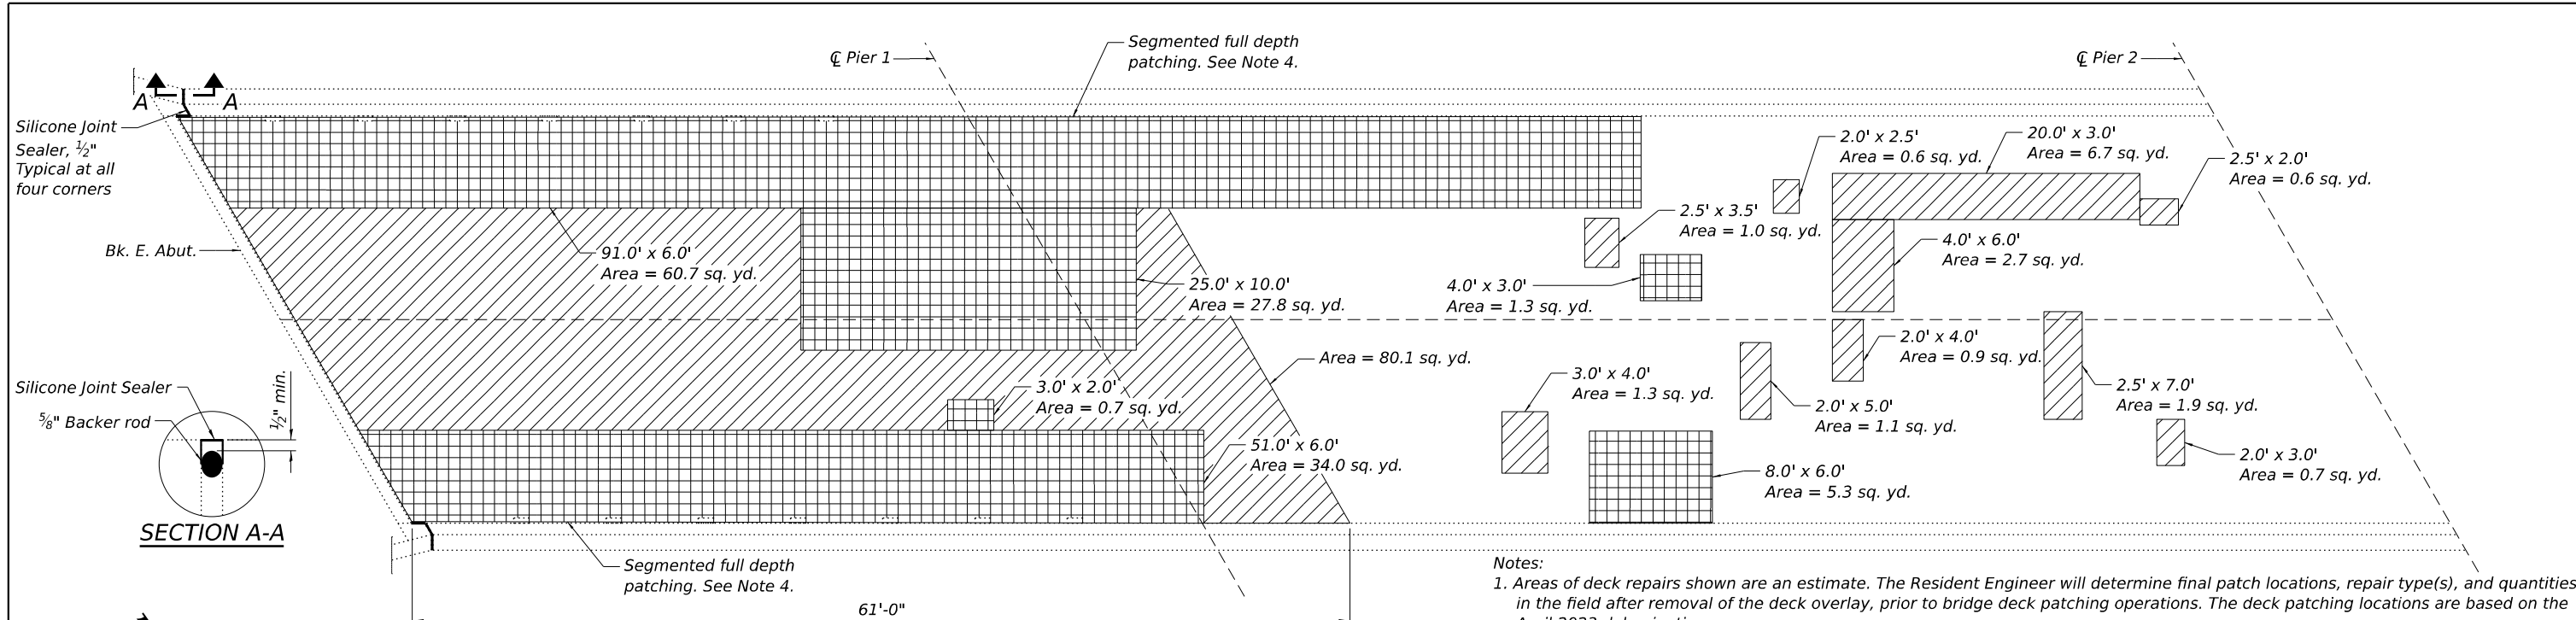 ℄ Pier 1
Segmented full depth
patching. See Note 4.
℄ Pier 2
A
A
Silicone Joint
Sealer, ½"
Typical at all
four corners
2.0' x 2.5'
Area = 0.6 sq. yd.
20.0' x 3.0'
Area = 6.7 sq. yd.
2.5' x 2.0'
Area = 0.6 sq. yd.
2.5' x 3.5'
Area = 1.0 sq. yd.
Bk. E. Abut.
91.0' x 6.0'
Area = 60.7 sq. yd.
4.0' x 6.0'
Area = 2.7 sq. yd.
25.0' x 10.0'
Area = 27.8 sq. yd.
4.0' x 3.0'
Area = 1.3 sq. yd.
2.0' x 4.0'
Area = 0.9 sq. yd.
Area = 80.1 sq. yd.
Silicone Joint Sealer
⅝" Backer rod
½" min.
3.0' x 2.0'
Area = 0.7 sq. yd.
3.0' x 4.0'
Area = 1.3 sq. yd.
2.5' x 7.0'
Area = 1.9 sq. yd.
2.0' x 5.0'
Area = 1.1 sq. yd.
51.0' x 6.0'
Area = 34.0 sq. yd.
2.0' x 3.0'
Area = 0.7 sq. yd.
8.0' x 6.0'
Area = 5.3 sq. yd.
SECTION A-A
Segmented full depth
patching. See Note 4.
61'-0"
Notes:
1. Areas of deck repairs shown are an estimate. The Resident Engineer will determine final patch locations, repair type(s), and quantities
in the field after removal of the deck overlay, prior to bridge deck patching operations. The deck patching locations are based on the